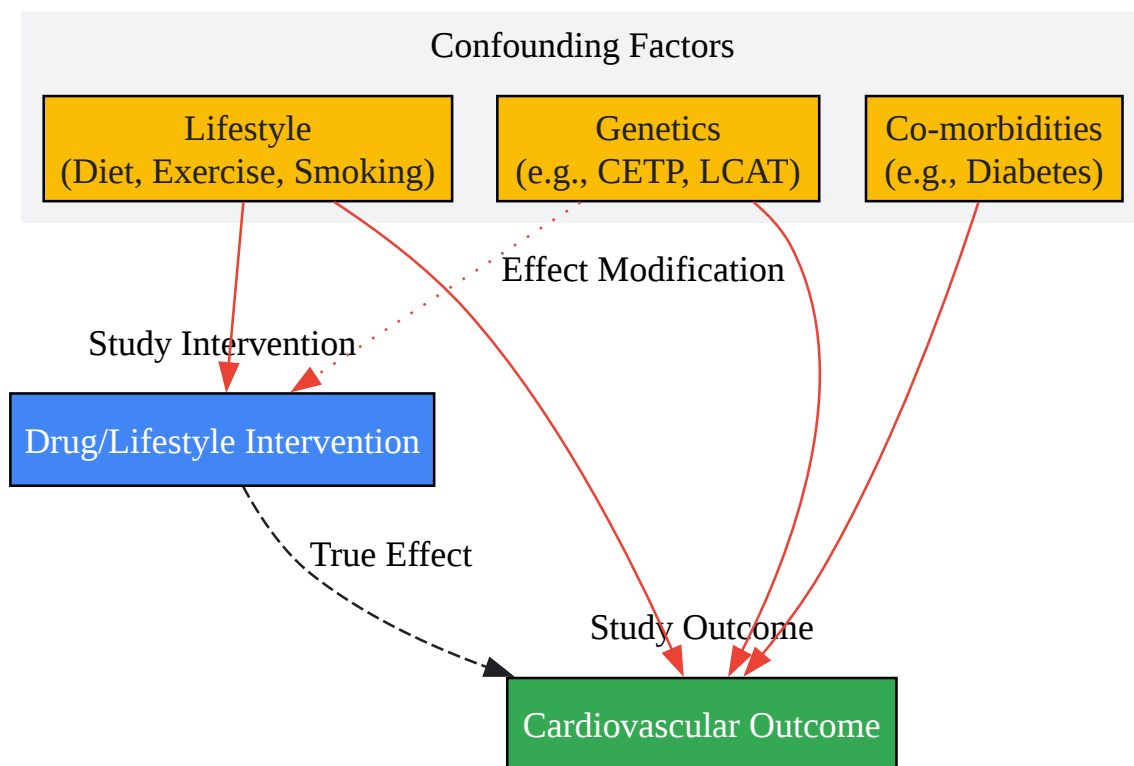 Confounding Factors
Lifestyle
(Diet, Exercise, Smoking)
Genetics
(e.g., CETP, LCAT)
Co-morbidities
(e.g., Diabetes)
Effect Modification
Study Intervention
Drug/Lifestyle Intervention
True Effect
Study Outcome
Cardiovascular Outcome